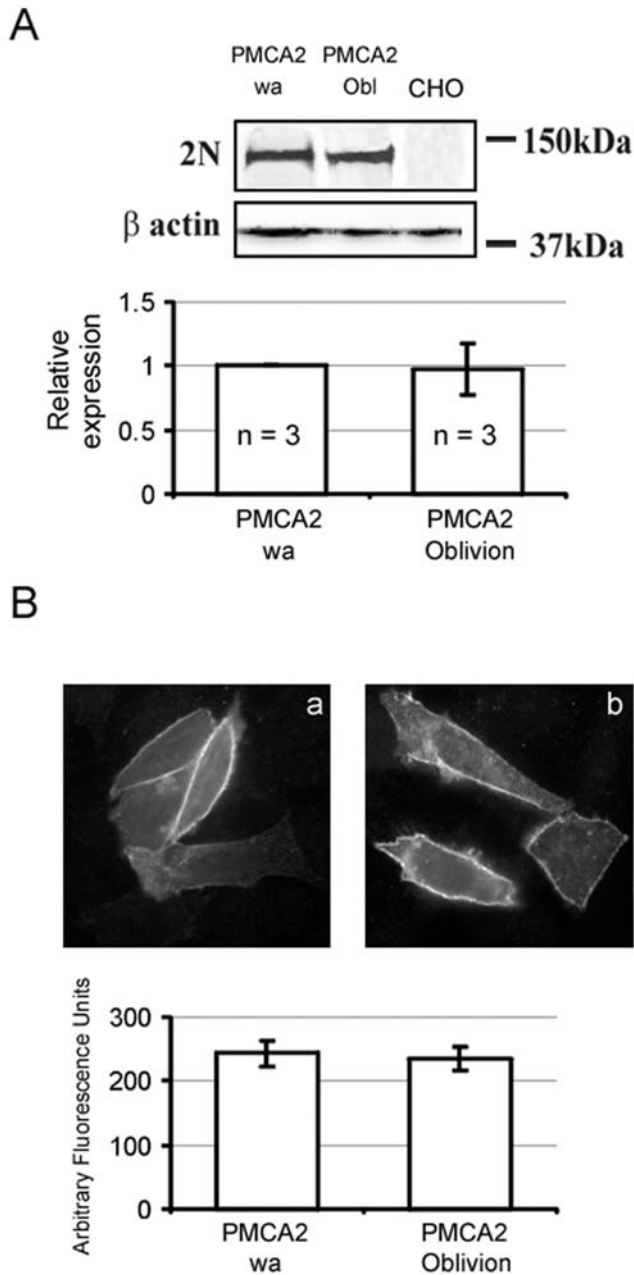 A
PMCA2 wa
PMCA2 Obl
CHO
2N
150kDa
β actin
37kDa
Relative expression
1.5
1
0.5
0
n = 3
n = 3
PMCA2 wa
PMCA2 Oblivion
B
a
b
Arbitrary Fluorescence Units
300
200
100
0
PMCA2 wa
PMCA2 Oblivion